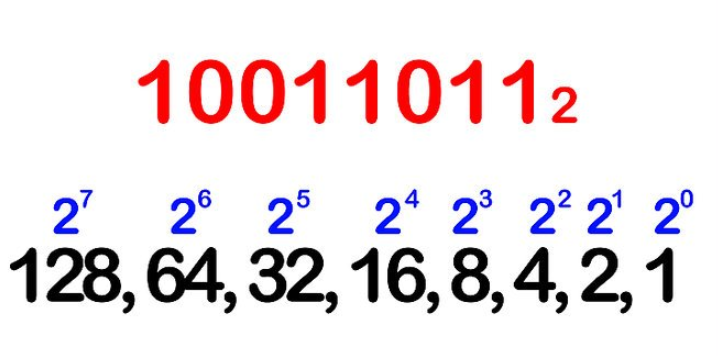 10011011₂
2⁷ 2⁶ 2⁵ 2⁴ 2³ 2² 2¹ 2⁰
128, 64, 32, 16, 8, 4, 2, 1